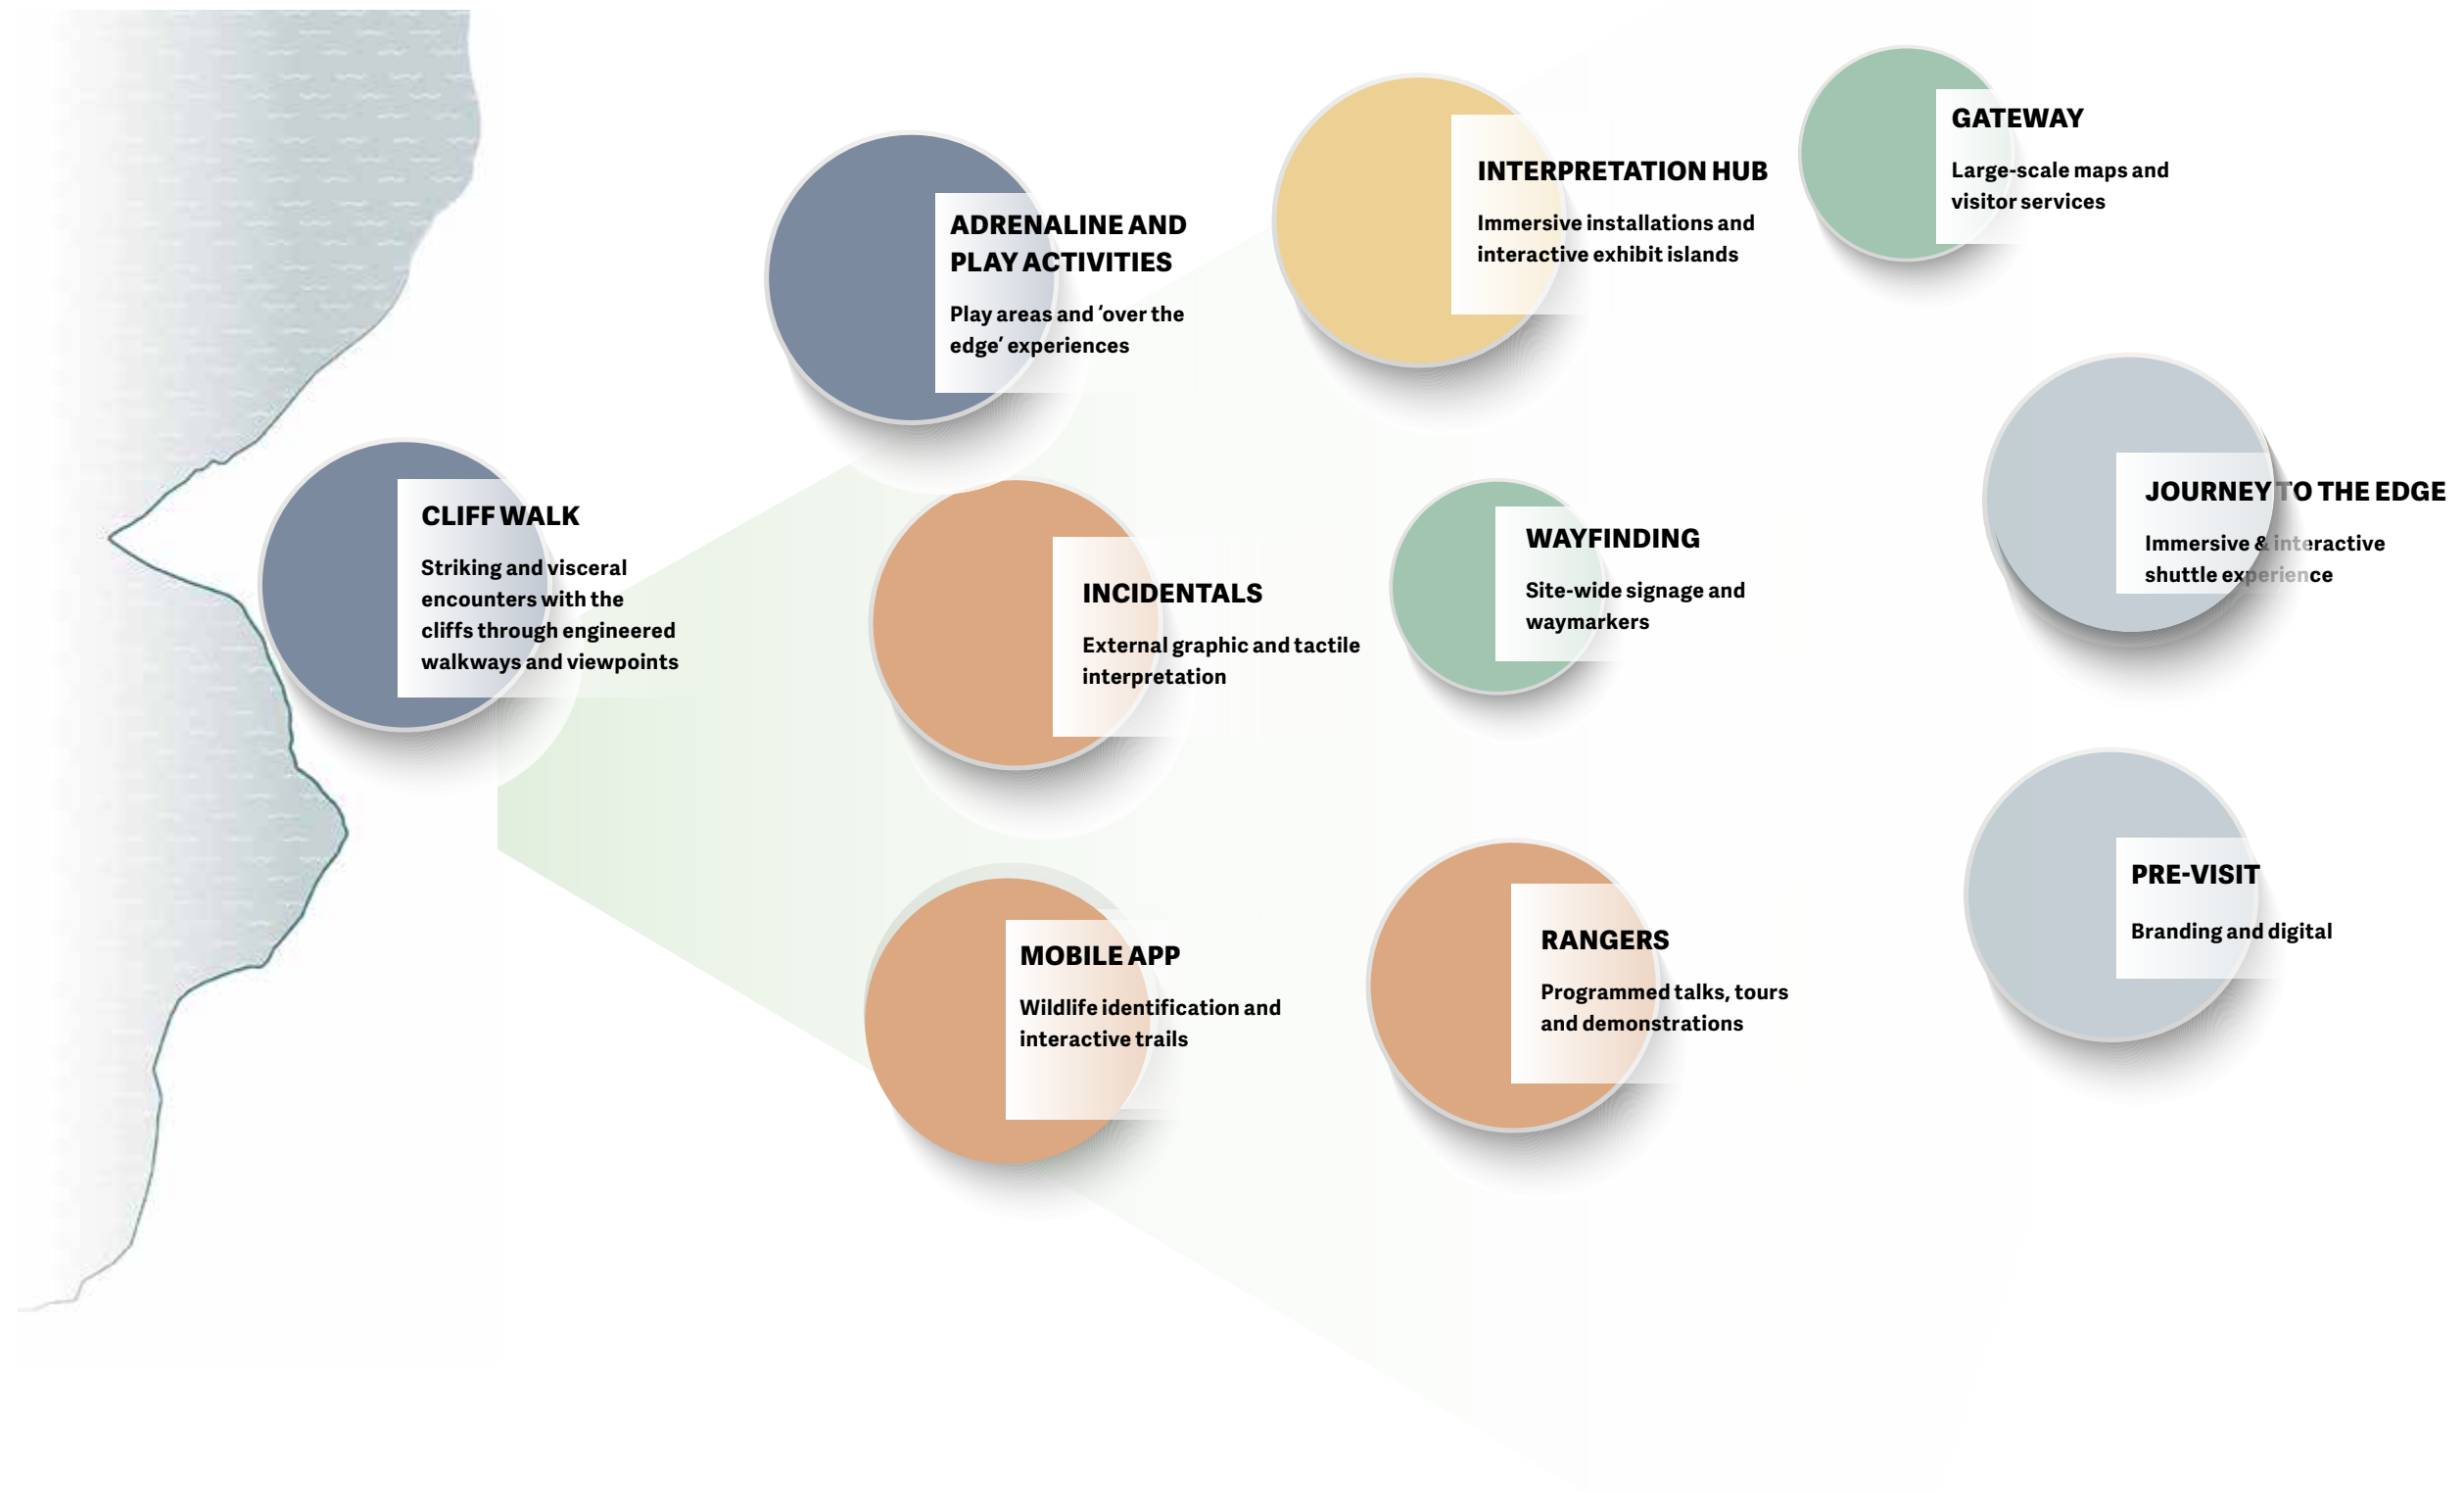 GATEWAY
Large-scale maps and
visitor services
INTERPRETATION HUB
Immersive installations and
interactive exhibit islands
ADRENALINE AND
PLAY ACTIVITIES
Play areas and ‘over the
edge’ experiences
JOURNEY TO THE EDGE
Immersive & interactive
shuttle experience
CLIFF WALK
Striking and visceral
encounters with the
cliffs through engineered
walkways and viewpoints
WAYFINDING
Site-wide signage and
waymarkers
INCIDENTALS
External graphic and tactile
interpretation
PRE-VISIT
Branding and digital
RANGERS
Programmed talks, tours
and demonstrations
MOBILE APP
Wildlife identification and
interactive trails